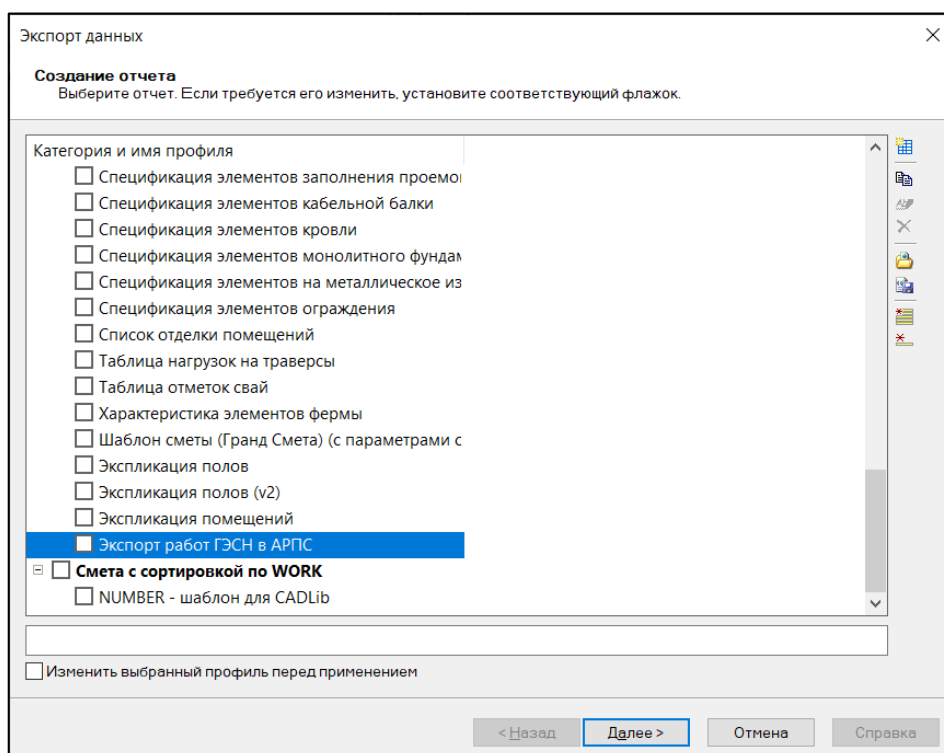 Экспорт данных
Создание отчета
Выберите отчет. Если требуется его изменить, установите соответствующий флажок.
Категория и имя профиля
Спецификация элементов заполнения проемо
Спецификация элементов кабельной балки
Спецификация элементов кровли
Спецификация элементов монолитного фундам
Спецификация элементов на металлическое из
Спецификация элементов ограждения
Список отделки помещений
Таблица нагрузок на траверсы
Таблица отметок свай
Характеристика элементов фермы
Шаблон сметы (Гранд Смета) (с параметрами с
Экспликация полов
Экспликация полов (v2)
Экспликация помещений
Экспорт работ ГЭСН в АРПС
Смета с сортировкой по WORK
NUMBER - шаблон для CADLib
Изменить выбранный профиль перед применением
< Назад Далее > Отмена Справка